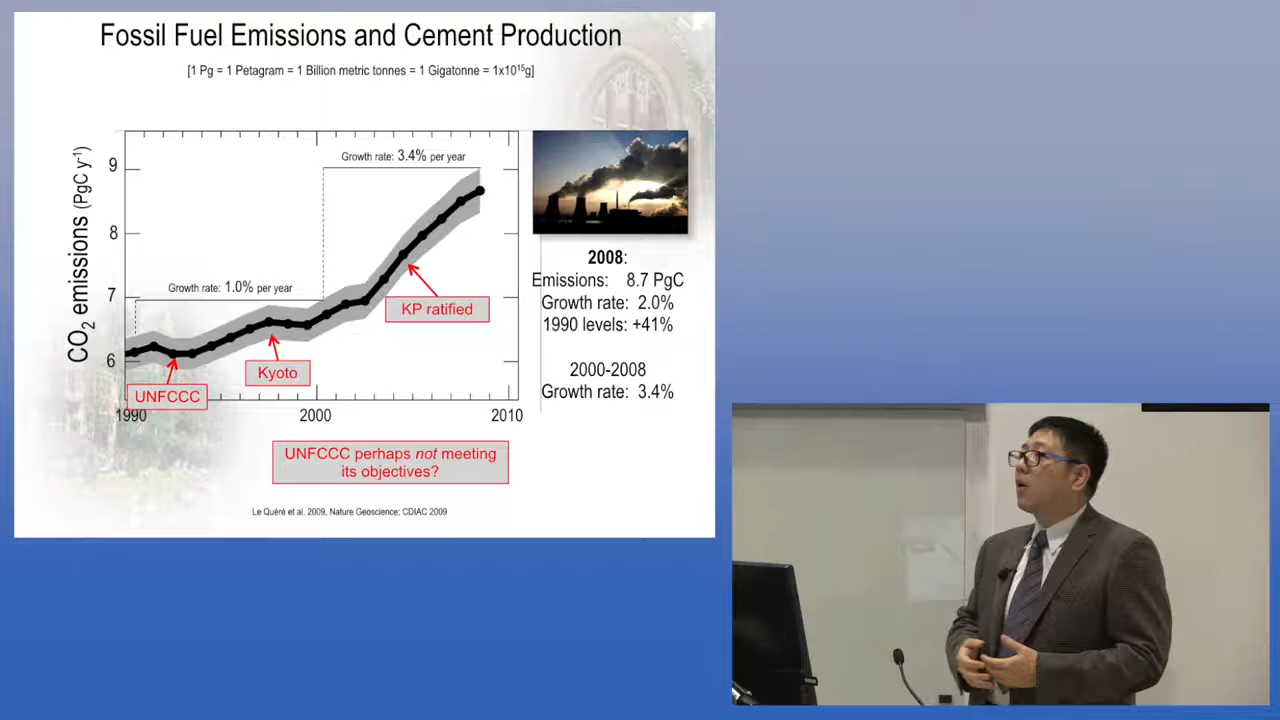 Fossil Fuel Emissions and Cement Production
[1 Pg = 1 Petagram = 1 Billion metric tonnes = 1 Gigatonne = 1x10¹⁵g]
CO₂ emissions (PgC y⁻¹)
9
8
7
6
1990
2000
2010
Growth rate: 3.4% per year
Growth rate: 1.0% per year
KP ratified
Kyoto
UNFCCC
2008:
Emissions: 8.7 PgC
Growth rate: 2.0%
1990 levels: +41%
2000-2008
Growth rate: 3.4%
UNFCCC perhaps not meeting
its objectives?
Le Quéré et al. 2009, Nature Geoscience; CDIAC 2009